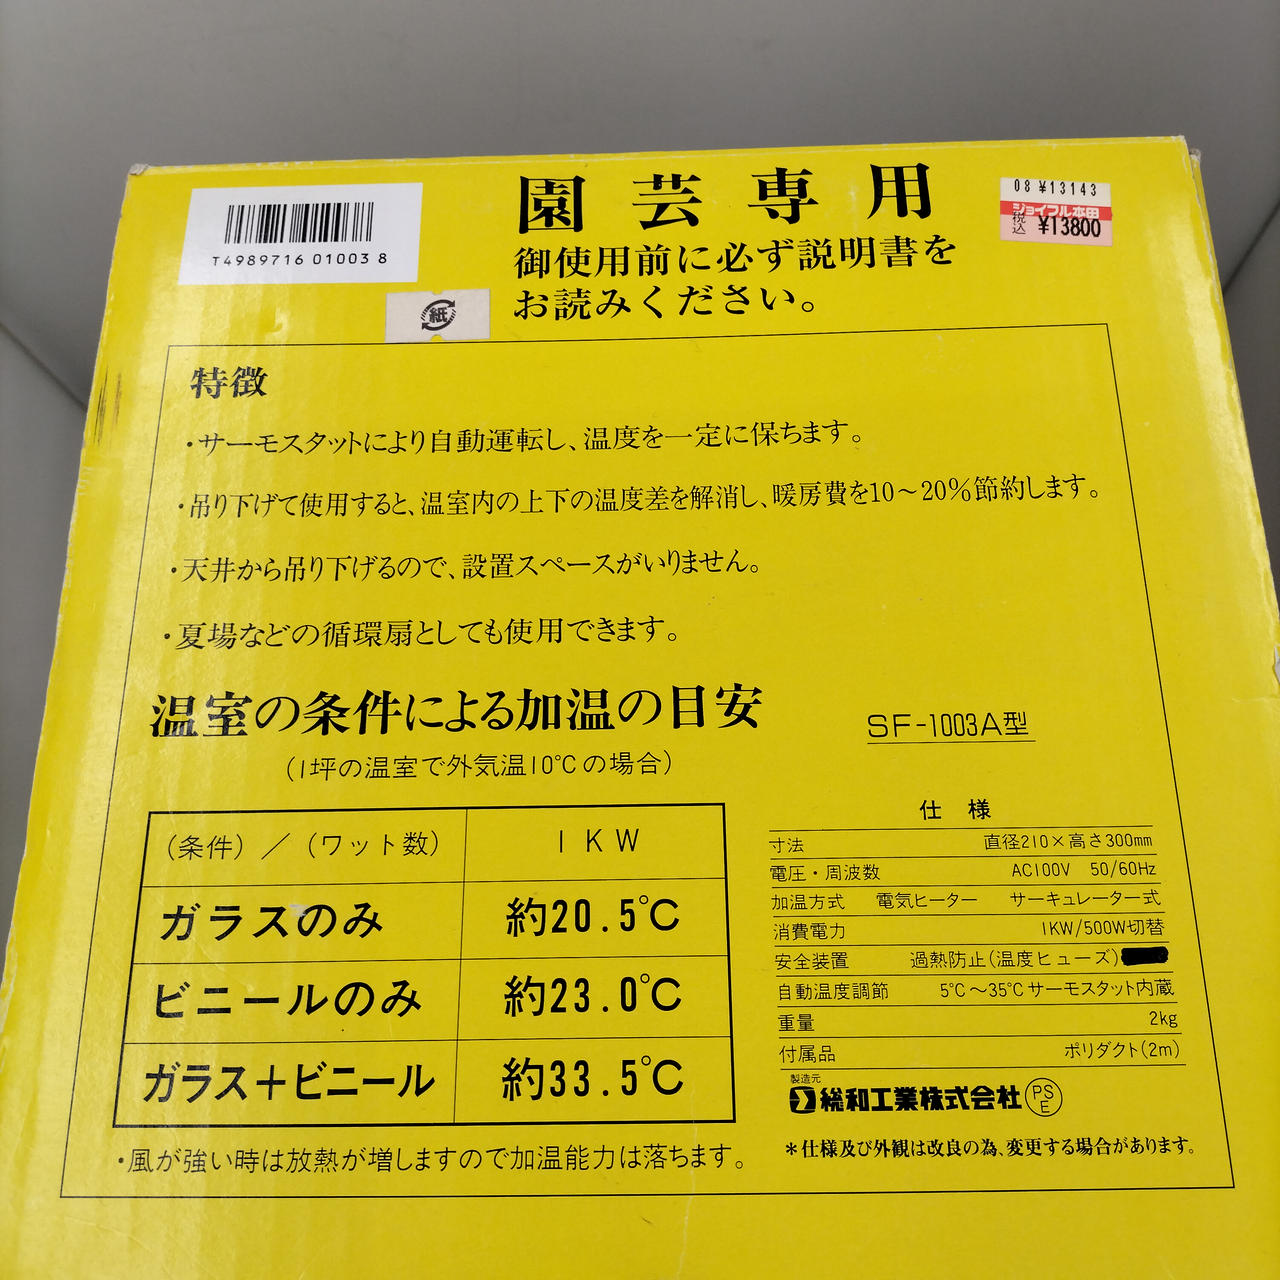 園芸専用
御使用前に必ず説明書を
お読みください。
T4989716 01003 8
紙
08 ¥13143
ジョイフル本田
税込 ¥13800
特徴
・サーモスタットにより自動運転し、温度を一定に保ちます。
・吊り下げて使用すると、温室内の上下の温度差を解消し、暖房費を10～20%節約します。
・天井から吊り下げるので、設置スペースがいりません。
・夏場などの循環扇としても使用できます。
温室の条件による加温の目安
(1坪の温室で外気温10℃の場合)
(条件)／(ワット数) 1KW
ガラスのみ 約20.5℃
ビニールのみ 約23.0℃
ガラス＋ビニール 約33.5℃
・風が強い時は放熱が増しますので加温能力は落ちます。
SF-1003A型
仕様
寸法 直径210×高さ300mm
電圧・周波数 AC100V 50/60Hz
加温方式 電気ヒーター サーキュレーター式
消費電力 1KW/500W切替
安全装置 過熱防止(温度ヒューズ)
自動温度調節 5℃～35℃サーモスタット内蔵
重量 2kg
付属品 ポリダクト(2m)
製造元
総和工業株式会社 PSE
＊仕様及び外観は改良の為、変更する場合があります。